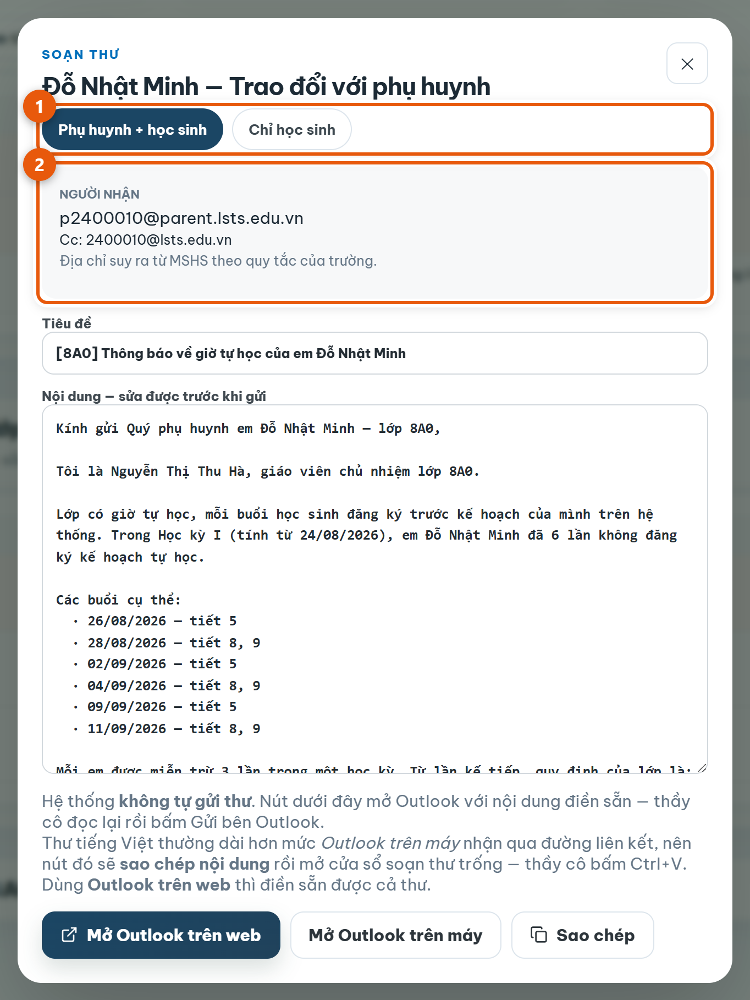 SOẠN THƯ
Đỗ Nhật Minh — Trao đổi với phụ huynh
1
Phụ huynh + học sinh
Chỉ học sinh
2
NGƯỜI NHẬN
p2400010@parent.lsts.edu.vn
Cc: 2400010@lsts.edu.vn
Địa chỉ suy ra từ MSHS theo quy tắc của trường.
Tiêu đề
[8A0] Thông báo về giờ tự học của em Đỗ Nhật Minh
Nội dung — sửa được trước khi gửi
Kính gửi Quý phụ huynh em Đỗ Nhật Minh — lớp 8A0,
Tôi là Nguyễn Thị Thu Hà, giáo viên chủ nhiệm lớp 8A0.
Lớp có giờ tự học, mỗi buổi học sinh đăng ký trước kế hoạch của mình trên hệ
thống. Trong Học kỳ I (tính từ 24/08/2026), em Đỗ Nhật Minh đã 6 lần không đăng
ký kế hoạch tự học.
Các buổi cụ thể:
• 26/08/2026 — tiết 5
• 28/08/2026 — tiết 8, 9
• 02/09/2026 — tiết 5
• 04/09/2026 — tiết 8, 9
• 09/09/2026 — tiết 5
• 11/09/2026 — tiết 8, 9
Mỗi em được miễn trừ 3 lần trong một học kỳ. Từ lần kế tiếp, quy định của lớp là:
Hệ thống không tự gửi thư. Nút dưới đây mở Outlook với nội dung điền sẵn — thầy
cô đọc lại rồi bấm Gửi bên Outlook.
Thư tiếng Việt thường dài hơn mức Outlook trên máy nhận qua đường liên kết, nên
nút đó sẽ sao chép nội dung rồi mở cửa sổ soạn thư trống — thầy cô bấm Ctrl+V.
Dùng Outlook trên web thì điền sẵn được cả thư.
Mở Outlook trên web
Mở Outlook trên máy
Sao chép